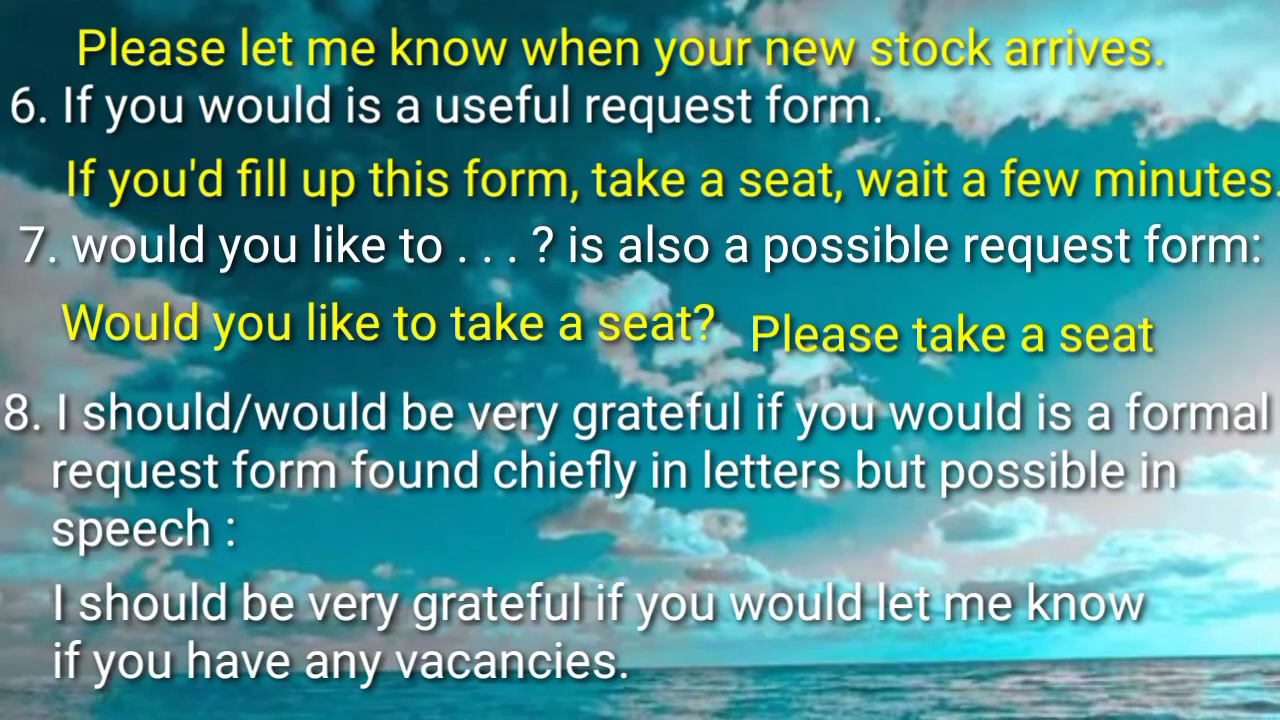 Please let me know when your new stock arrives.
6. If you would is a useful request form.
If you'd fill up this form, take a seat, wait a few minutes.
7. would you like to . . . ? is also a possible request form:
Would you like to take a seat? Please take a seat
8. I should/would be very grateful if you would is a formal
request form found chiefly in letters but possible in
speech :
I should be very grateful if you would let me know
if you have any vacancies.